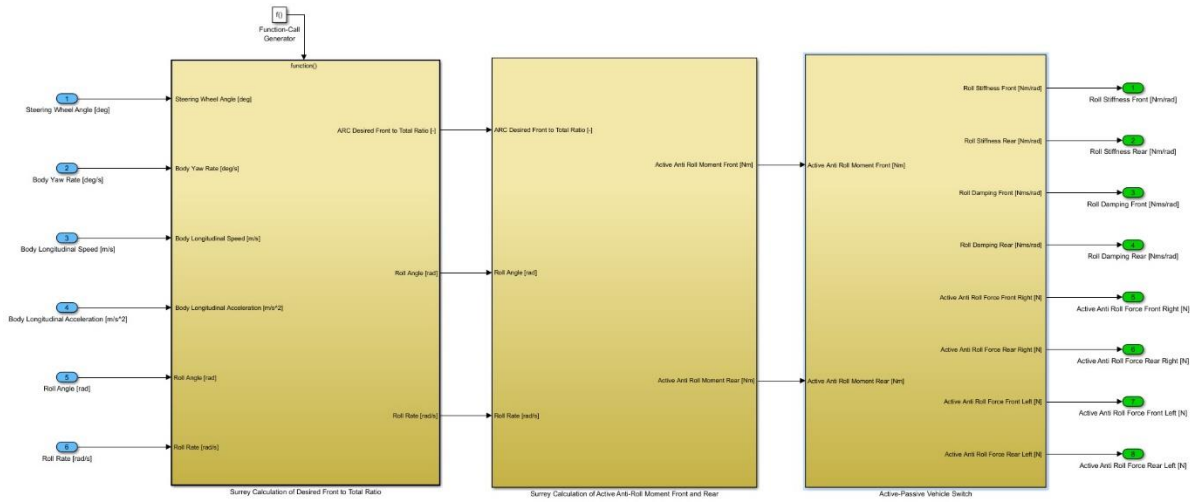 f()
Function-Call
Generator
function()
1
Steering Wheel Angle [deg]
2
Body Yaw Rate [deg/s]
3
Body Longitudinal Speed [m/s]
4
Body Longitudinal Acceleration [m/s^2]
5
Roll Angle [rad]
6
Roll Rate [rad/s]
Steering Wheel Angle [deg]
Body Yaw Rate [deg/s]
Body Longitudinal Speed [m/s]
Body Longitudinal Acceleration [m/s^2]
Roll Angle [rad]
Roll Rate [rad/s]
ARC Desired Front to Total Ratio [-]
Roll Angle [rad]
Roll Rate [rad/s]
Surrey Calculation of Desired Front to Total Ratio
ARC Desired Front to Total Ratio [-]
Roll Angle [rad]
Roll Rate [rad/s]
Active Anti Roll Moment Front [Nm]
Active Anti Roll Moment Rear [Nm]
Surrey Calculation of Active Anti-Roll Moment Front and Rear
Active Anti Roll Moment Front [Nm]
Active Anti Roll Moment Rear [Nm]
Roll Stiffness Front [Nm/rad]
Roll Stiffness Rear [Nm/rad]
Roll Damping Front [Nms/rad]
Roll Damping Rear [Nms/rad]
Active Anti Roll Force Front Right [N]
Active Anti Roll Force Rear Right [N]
Active Anti Roll Force Front Left [N]
Active Anti Roll Force Rear Left [N]
Active-Passive Vehicle Switch
1
Roll Stiffness Front [Nm/rad]
2
Roll Stiffness Rear [Nm/rad]
3
Roll Damping Front [Nms/rad]
4
Roll Damping Rear [Nms/rad]
5
Active Anti Roll Force Front Right [N]
6
Active Anti Roll Force Rear Right [N]
7
Active Anti Roll Force Front Left [N]
8
Active Anti Roll Force Rear Left [N]